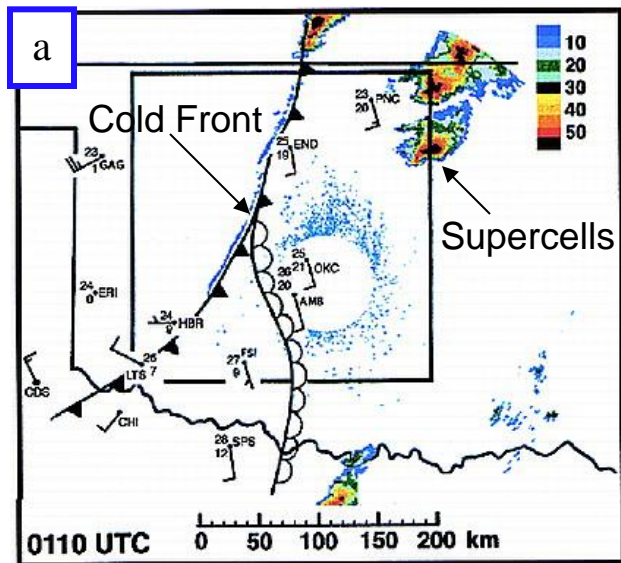 a
10
20
30
40
50
Cold Front
23
20 PNC
25
19 END
23
1 GAG
Supercells
25
21 OKC
26
20 AMB
24
0 ERI
24
9 HBR
26
7
LTS
27 FSI
9
CDS
CHI
28 SPS
12
0110 UTC
0 50 100 150 200 km